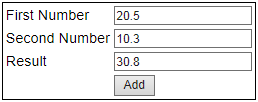 First Number 20.5
Second Number 10.3
Result 30.8
Add